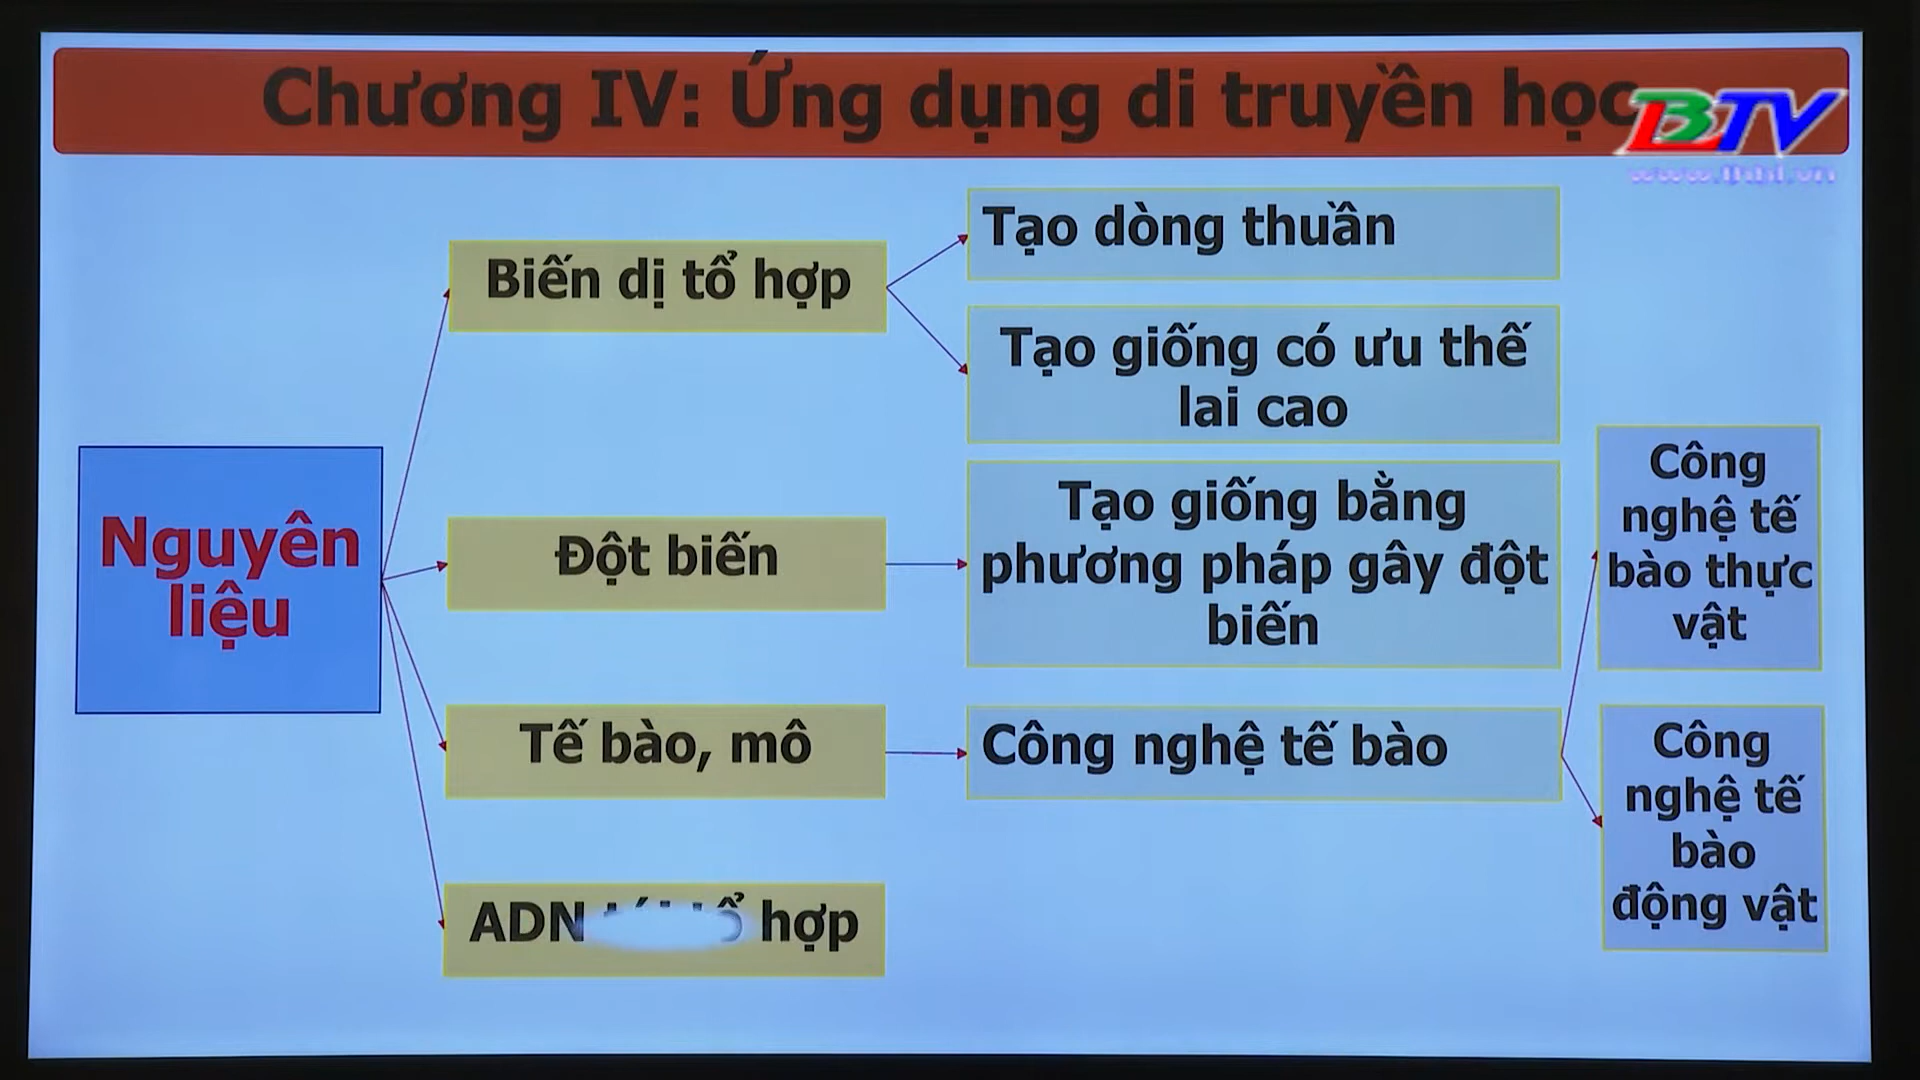 Chương IV: Ứng dụng di truyền học
BTV
Tạo dòng thuần
Biến dị tổ hợp
Tạo giống có ưu thế
lai cao
Nguyên
liệu
Đột biến
Tạo giống bằng
phương pháp gây đột
biến
Công
nghệ tế
bào thực
vật
Tế bào, mô
Công nghệ tế bào
Công
nghệ tế
bào
động vật
ADN hợp